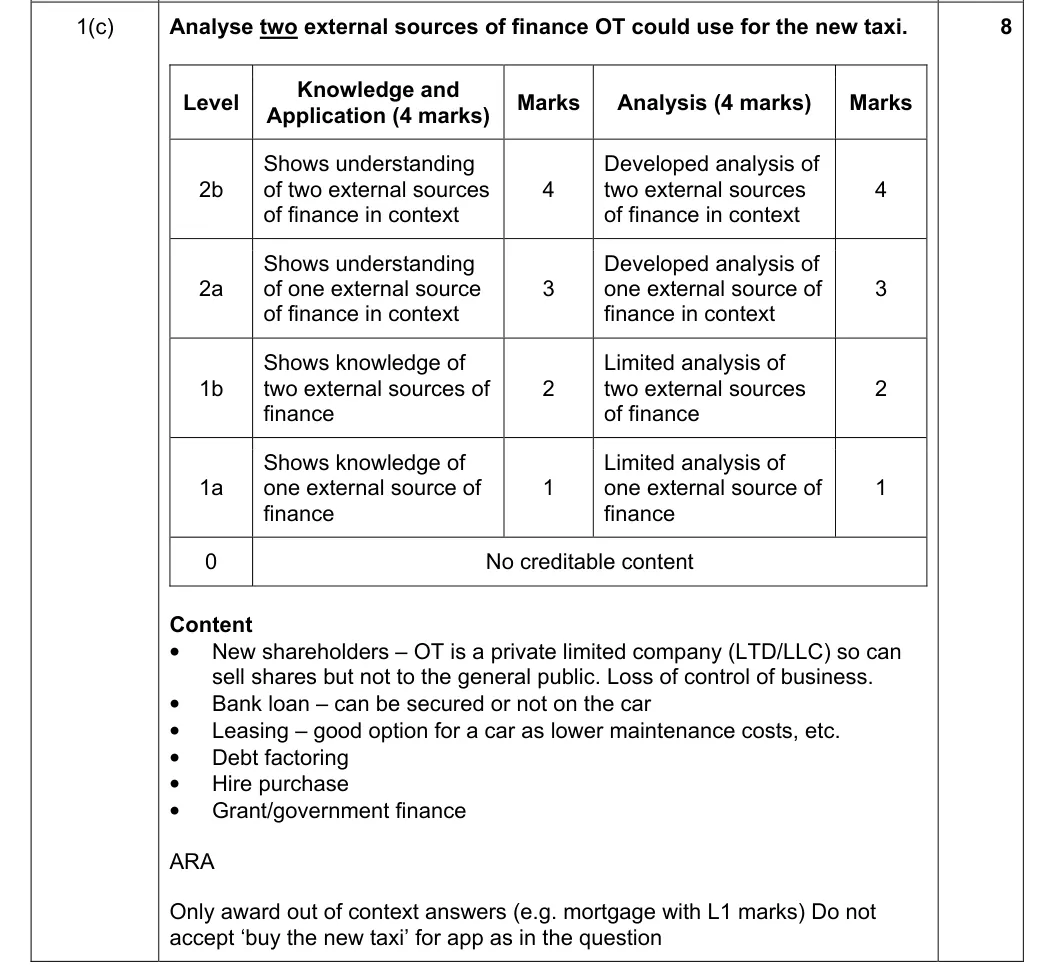 1(c)
Analyse two external sources of finance OT could use for the new taxi.
8
Level
Knowledge and
Application (4 marks)
Marks
Analysis (4 marks)
Marks
2b
Shows understanding
of two external sources
of finance in context
4
Developed analysis of
two external sources
of finance in context
4
2a
Shows understanding
of one external source
of finance in context
3
Developed analysis of
one external source of
finance in context
3
1b
Shows knowledge of
two external sources of
finance
2
Limited analysis of
two external sources
of finance
2
1a
Shows knowledge of
one external source of
finance
1
Limited analysis of
one external source of
finance
1
0
No creditable content
Content
• New shareholders – OT is a private limited company (LTD/LLC) so can
sell shares but not to the general public. Loss of control of business.
• Bank loan – can be secured or not on the car
• Leasing – good option for a car as lower maintenance costs, etc.
• Debt factoring
• Hire purchase
• Grant/government finance
ARA
Only award out of context answers (e.g. mortgage with L1 marks) Do not
accept ‘buy the new taxi’ for app as in the question